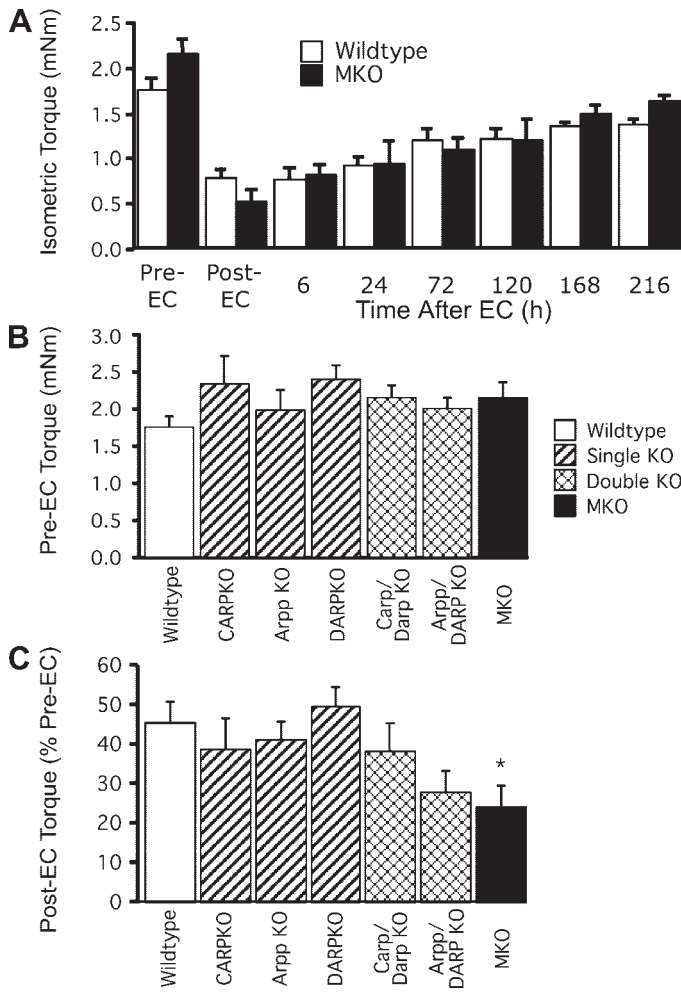 A
Isometric Torque (mNm)
2.5
2.0
1.5
1.0
0.5
0.0
Wildtype
MKO
Pre-
EC
Post-
EC
6
24
72
120
168
216
Time After EC (h)
B
Pre-EC Torque (mNm)
3.0
2.5
2.0
1.5
1.0
0.5
0.0
Wildtype
Single KO
Double KO
MKO
Wildtype
CARPKO
Arpp KO
DARPKO
Carp/
Darp KO
Arpp/
DARP KO
MKO
C
Post-EC Torque (% Pre-EC)
60
50
40
30
20
10
0
*
Wildtype
CARPKO
Arpp KO
DARPKO
Carp/
Darp KO
Arpp/
DARP KO
MKO